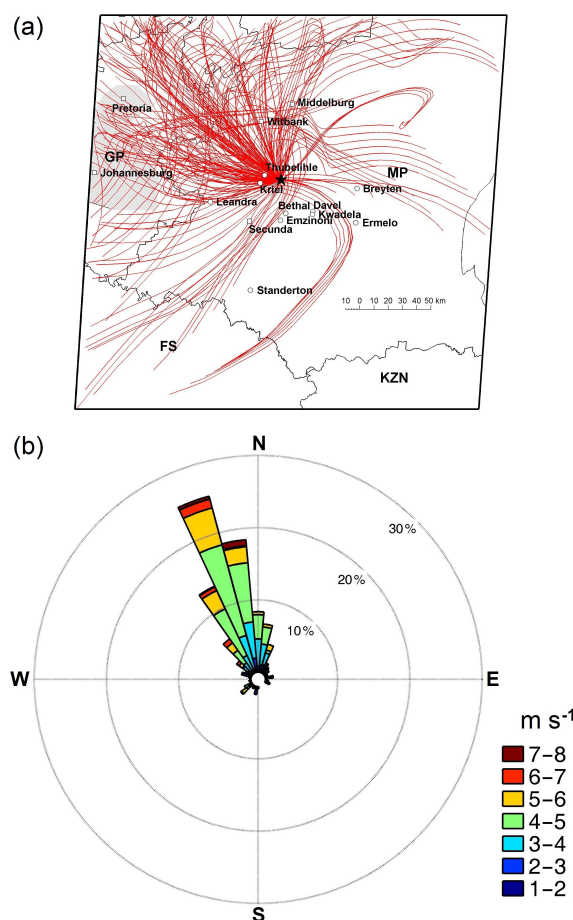 (a)
Pretoria
Middelburg
Witbank
GP
Johannesburg
Thubelihle
MP
Kriel
Breyten
Leandra
Bethal Davel
Kwadela
Secunda
Emzinoni
Ermelo
Standerton
10 0 10 20 30 40 50 km
FS
KZN
(b)
N
30%
20%
10%
W
E
S
m s⁻¹
7–8
6–7
5–6
4–5
3–4
2–3
1–2